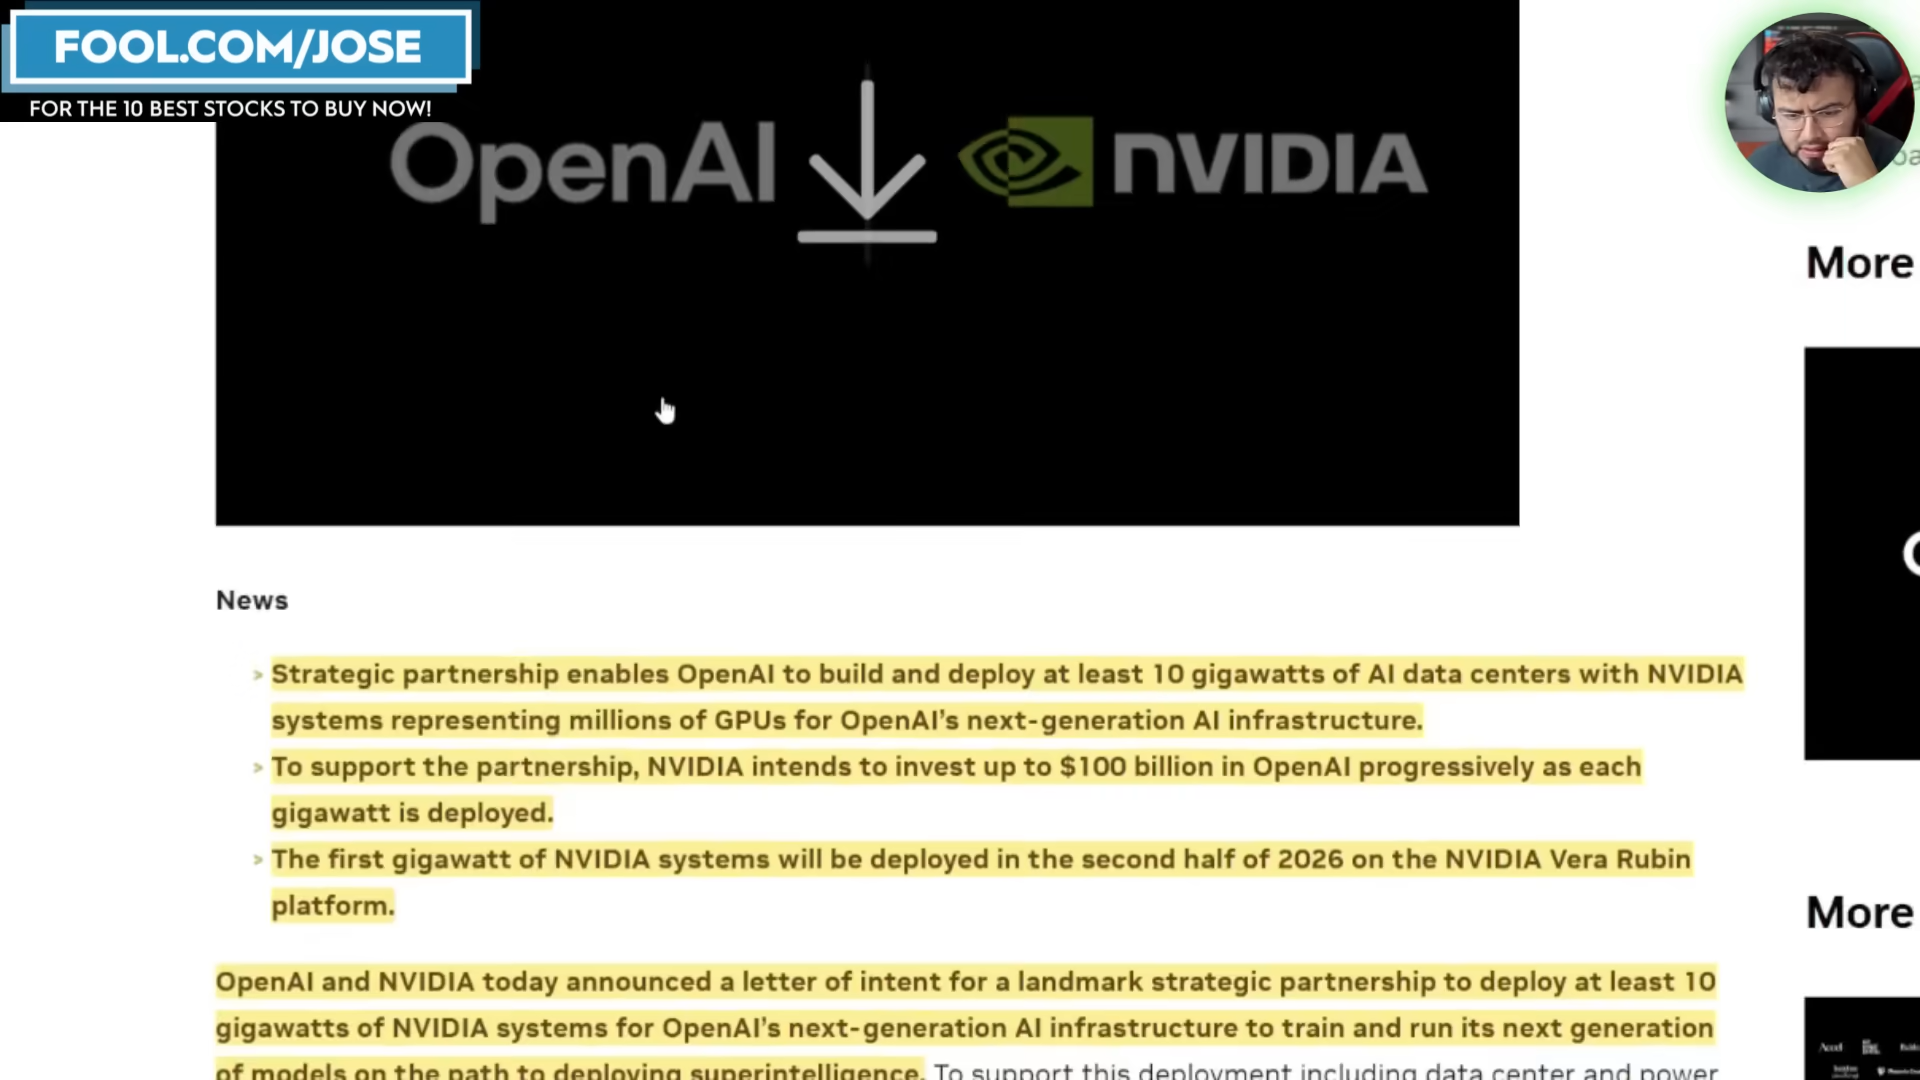 FOOL.COM/JOSE
FOR THE 10 BEST STOCKS TO BUY NOW!
OpenAI NVIDIA
More
News
> Strategic partnership enables OpenAI to build and deploy at least 10 gigawatts of AI data centers with NVIDIA
systems representing millions of GPUs for OpenAI's next-generation AI infrastructure.
> To support the partnership, NVIDIA intends to invest up to $100 billion in OpenAI progressively as each
gigawatt is deployed.
> The first gigawatt of NVIDIA systems will be deployed in the second half of 2026 on the NVIDIA Vera Rubin
platform.
More
OpenAI and NVIDIA today announced a letter of intent for a landmark strategic partnership to deploy at least 10
gigawatts of NVIDIA systems for OpenAI's next-generation AI infrastructure to train and run its next generation
of models on the path to deploying superintelligence. To support this deployment including data center and power
Accel